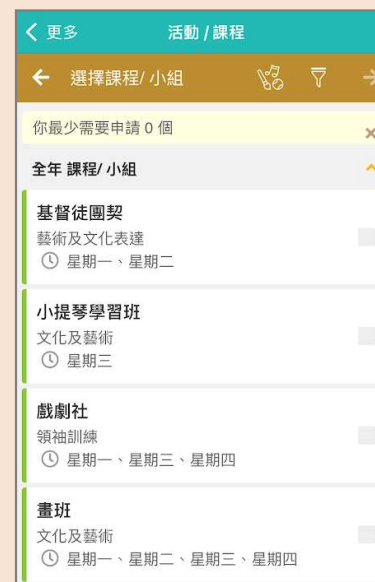 更多
活動 / 課程
選擇課程/ 小組
你最少需要申請 0 個
全年 課程/ 小組
基督徒團契
藝術及文化表達
星期一、星期二
小提琴學習班
文化及藝術
星期三
戲劇社
領袖訓練
星期一、星期三、星期四
畫班
文化及藝術
星期一、星期二、星期三、星期四